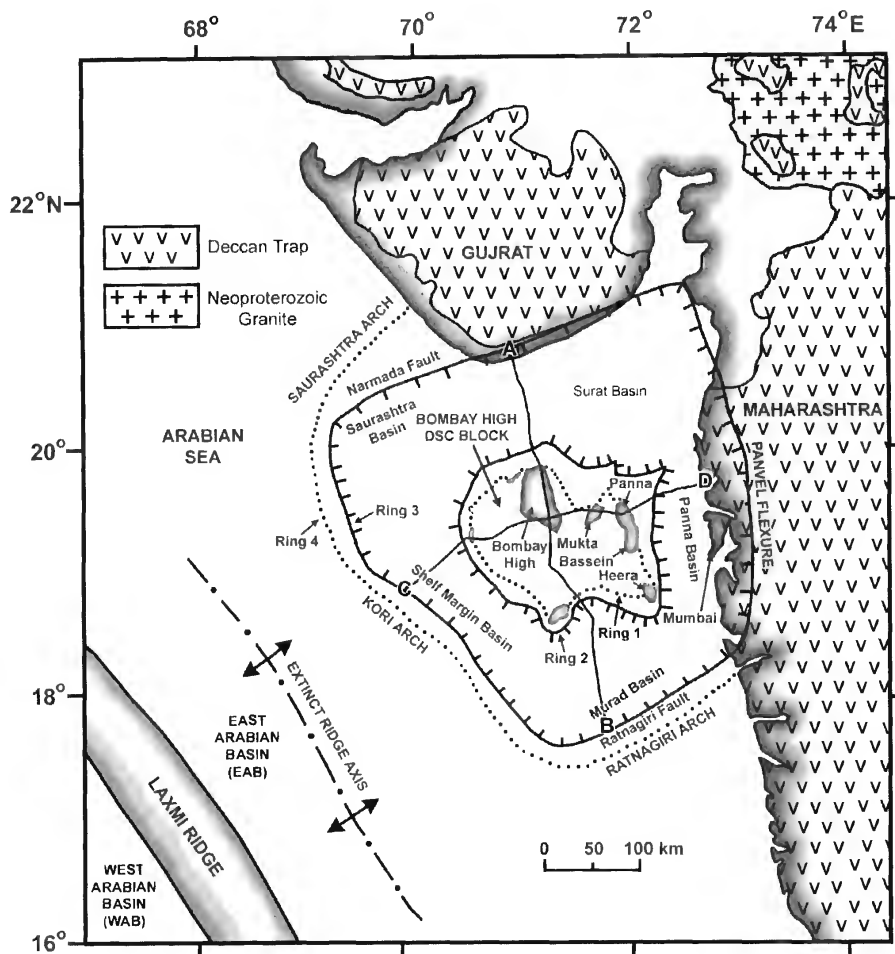 68°
70°
72°
74°E
22°N
20°
18°
16°
Deccan Trap
Neoproterozoic
Granite
GUJRAT
SAURASHTRA ARCH
Narmada Fault
A
Saurashtra
Basin
Surat Basin
BOMBAY HIGH
DSC BLOCK
MAHARASHTRA
ARABIAN
SEA
Ring 3
Ring 4
Panna
D
PANVEL FLEXURE
Panna Basin
Bombay
High
Mukta
Bassein
Heera
C
Shelf Margin Basin
KORI ARCH
Ring 1
Ring 2
Mumbai
Murad Basin
B
Ratnagiri Fault
RATNAGIRI ARCH
EXTINCT RIDGE AXIS
EAST
ARABIAN
BASIN
(EAB)
LAXMI RIDGE
WEST
ARABIAN
BASIN
(WAB)
0 50 100 km